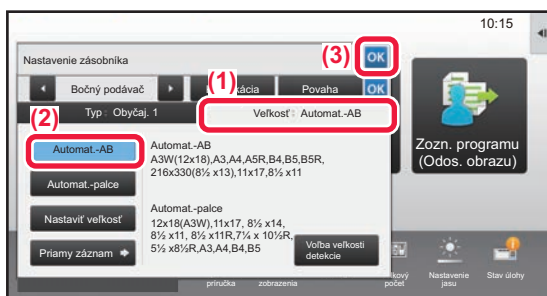 10:15
Nastavenie zásobníka
(3)
OK
Bočný podávač
(1)
Povaha
OK
Typ : Obyčaj. 1
Veľkosť : Automat.-AB
(2)
Automat.-AB
Automat.-AB
A3W(12x18),A3,A4,A5R,B4,B5,B5R,
216x330(8½ x13),11x17,8½ x11
Automat.-palce
Nastaviť veľkosť
Automat.-palce
12x18(A3W),11x17, 8½ x14,
8½ x11, 8½ x11R,7¼ x 10½R,
5½ x8½R,A3,A4,B4,B5
Priamy záznam
Voľba veľkosti
detekcie
Zozn. programu
(Odos. obrazu)
príručka
zobrazenia
počet
Nastavenie
jasu
Stav úlohy